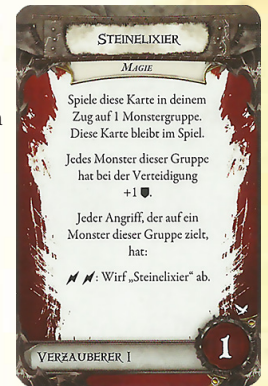 STEINELIXIER
MAGIE
Spiele diese Karte in deinem
Zug auf 1 Monstergruppe.
Diese Karte bleibt im Spiel.
Jedes Monster dieser Gruppe
hat bei der Verteidigung
+1 .
Jeder Angriff, der auf ein
Monster dieser Gruppe zielt,
hat:
: Wirf „Steinelixier“ ab.
VERZAUBERER I
1